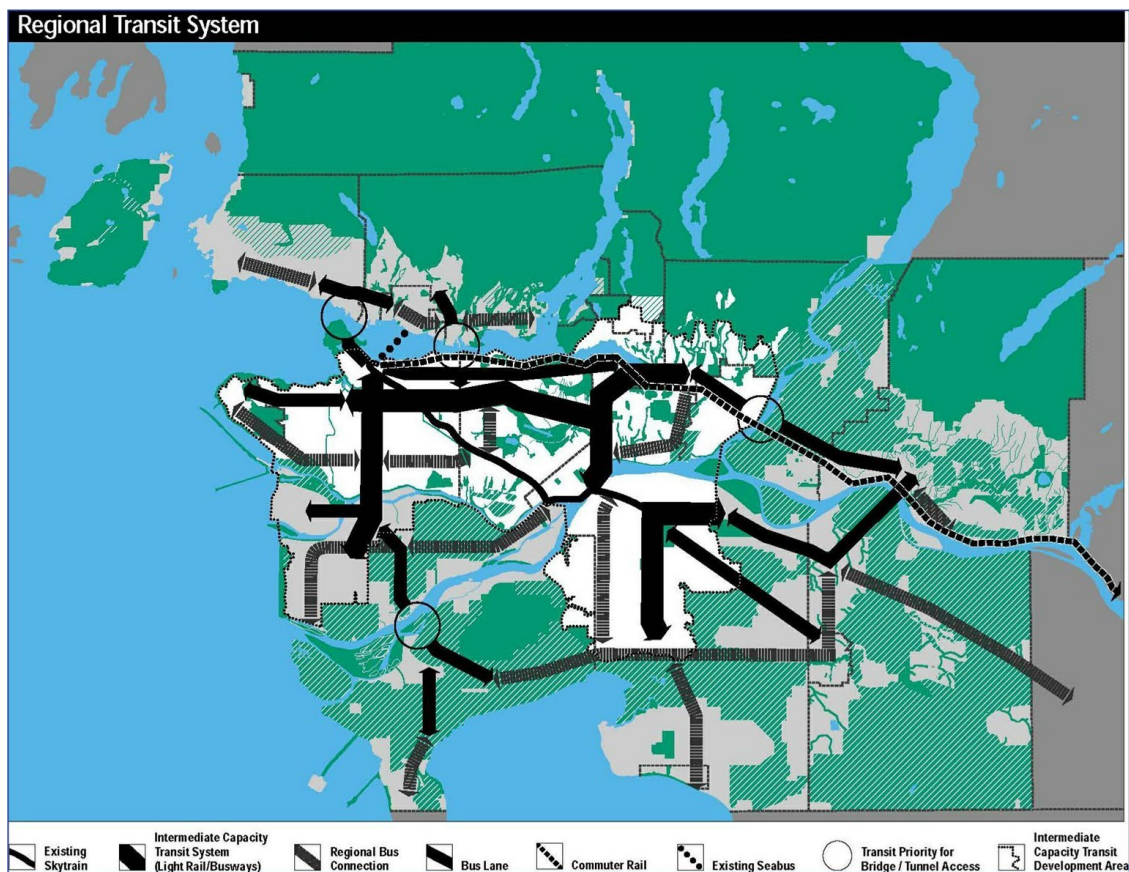 Regional Transit System
Existing
Skytrain
Intermediate Capacity
Transit System
(Light Rail/Busways)
Regional Bus
Connection
Bus Lane
Commuter Rail
Existing Seabus
Transit Priority for
Bridge / Tunnel Access
Intermediate
Capacity Transit
Development Area